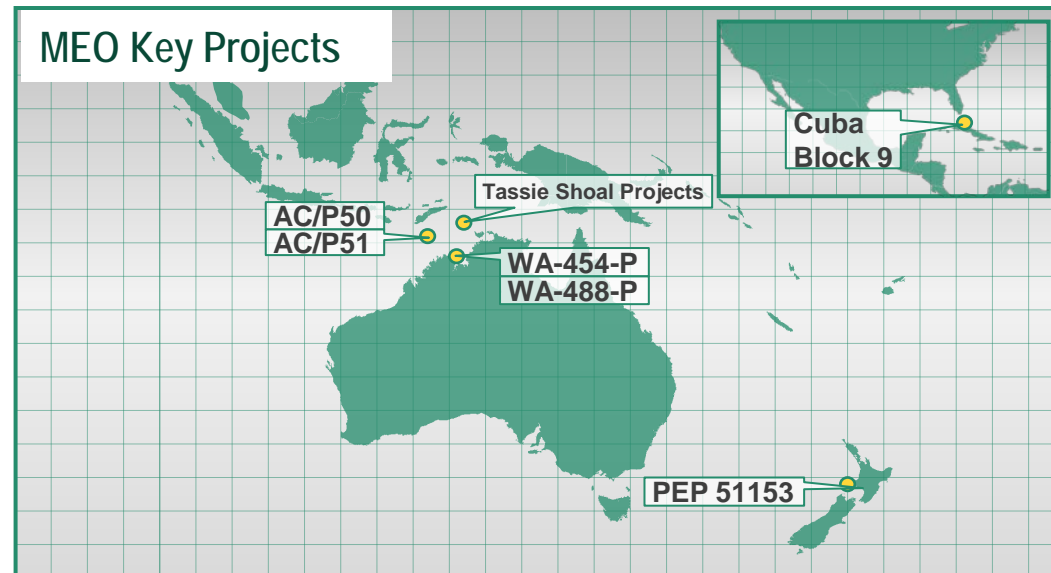 MEO Key Projects
Cuba
Block 9
Tassie Shoal Projects
AC/P50
AC/P51
WA-454-P
WA-488-P
PEP 51153